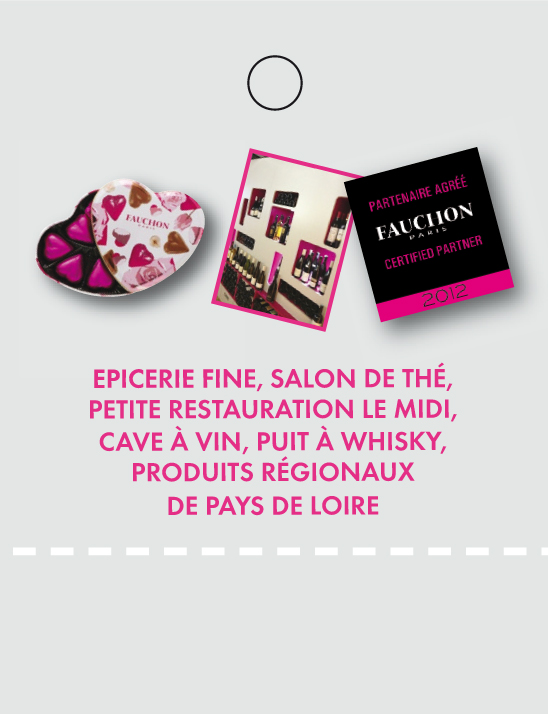 FAUCHON
PARIS
PARTENAIRE AGRÉÉ
FAUCHON
PARIS
CERTIFIED PARTNER
2012
EPICERIE FINE, SALON DE THÉ,
PETITE RESTAURATION LE MIDI,
CAVE À VIN, PUIT À WHISKY,
PRODUITS RÉGIONAUX
DE PAYS DE LOIRE